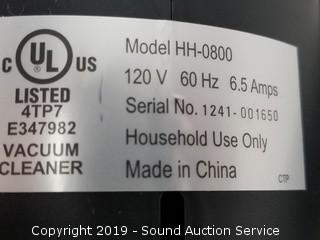 C UL US
LISTED
4TP7
E347982
VACUUM
CLEANER
Model HH-0800
120 V 60 Hz 6.5 Amps
Serial No. 1241-001650
Household Use Only
Made in China
CTP
Copyright 2019 - Sound Auction Service